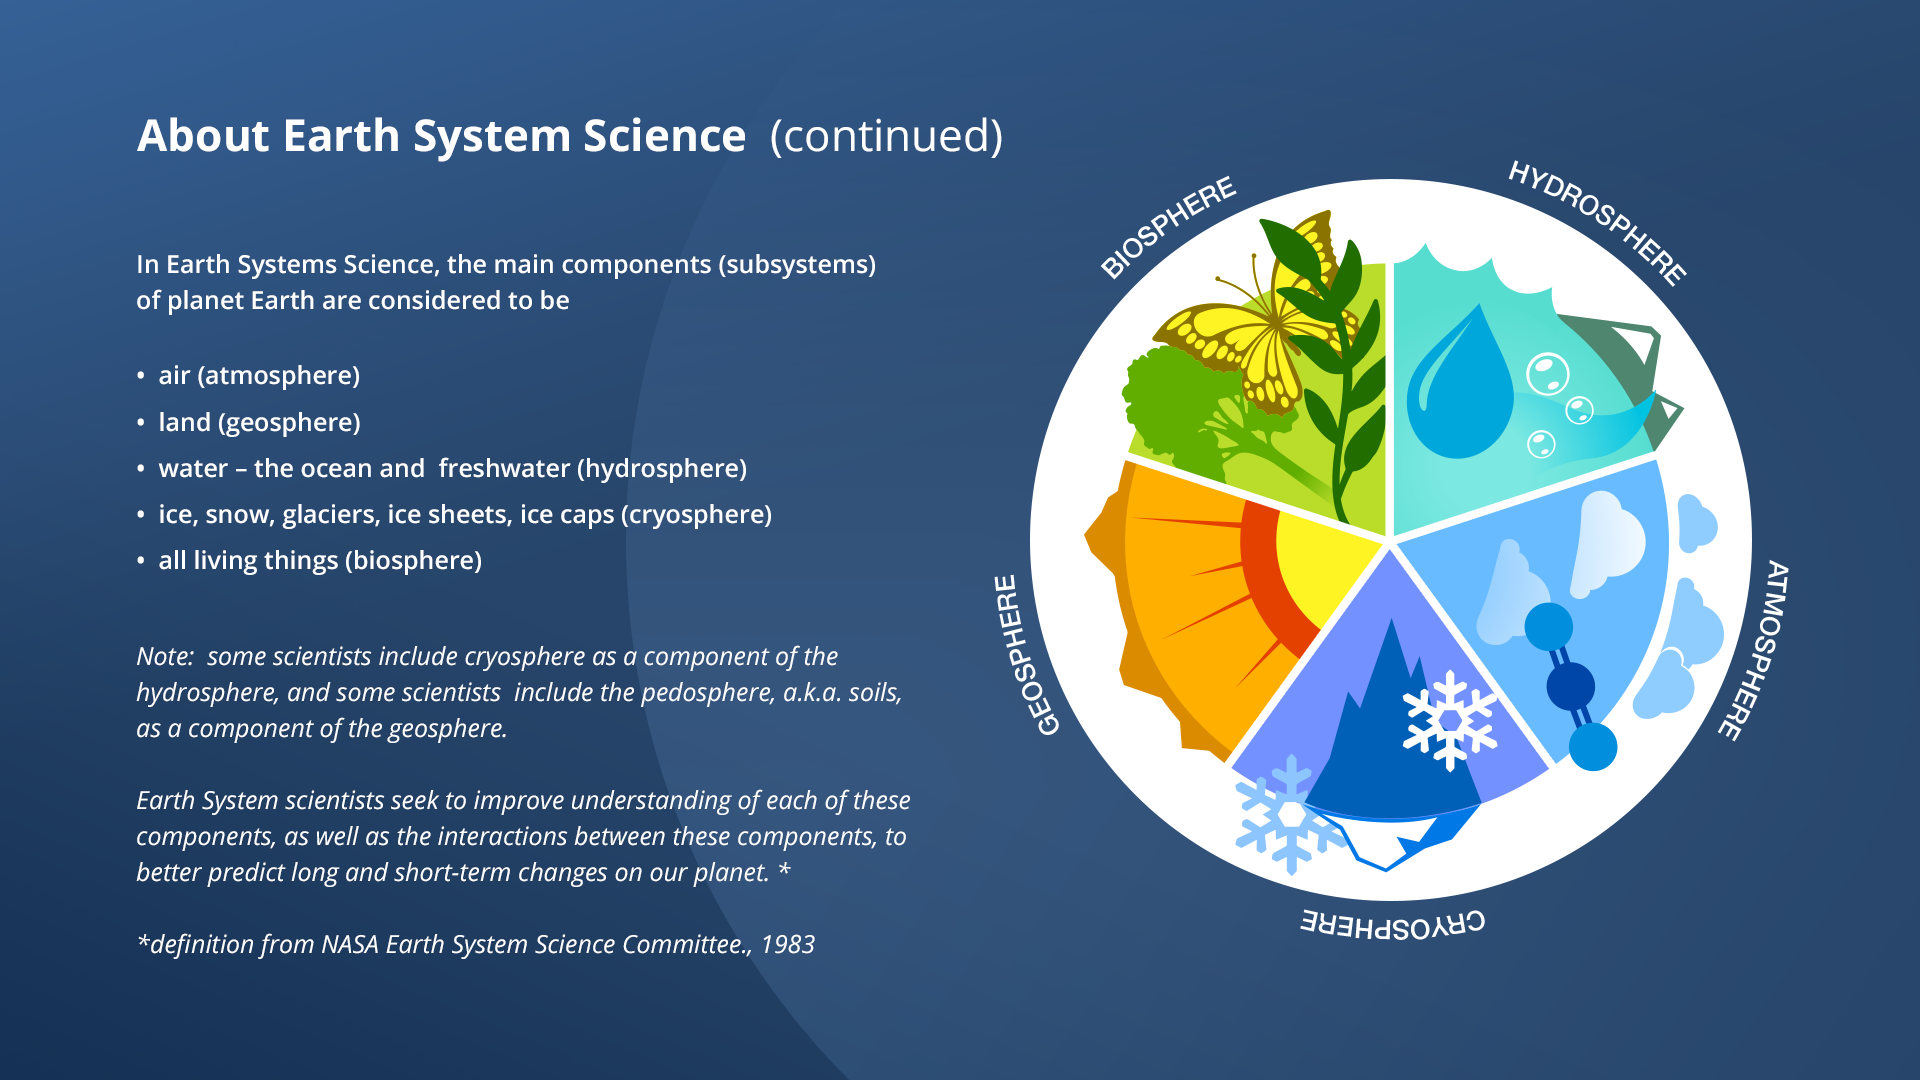 About Earth System Science (continued)
In Earth Systems Science, the main components (subsystems)
of planet Earth are considered to be
• air (atmosphere)
• land (geosphere)
• water – the ocean and freshwater (hydrosphere)
• ice, snow, glaciers, ice sheets, ice caps (cryosphere)
• all living things (biosphere)
Note: some scientists include cryosphere as a component of the
hydrosphere, and some scientists include the pedosphere, a.k.a. soils,
as a component of the geosphere.
Earth System scientists seek to improve understanding of each of these
components, as well as the interactions between these components, to
better predict long and short-term changes on our planet. *
*definition from NASA Earth System Science Committee., 1983
BIOSPHERE
HYDROSPHERE
ATMOSPHERE
CRYOSPHERE
GEOSPHERE